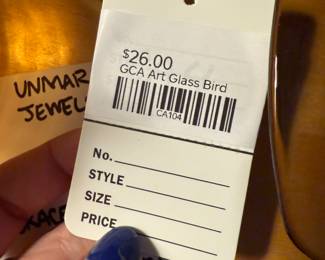 $26.00
GCA Art Glass Bird
CA104
No.
STYLE
SIZE
PRICE
UNMAR
JEWEL